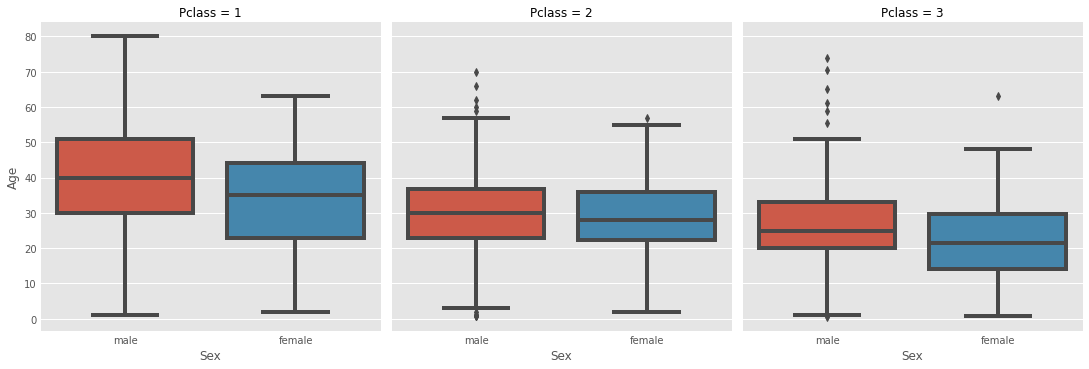 Pclass = 1 Pclass = 2 Pclass = 3
80
70
60
50
40
30
20
10
0
Age
male female male female male female
Sex Sex Sex